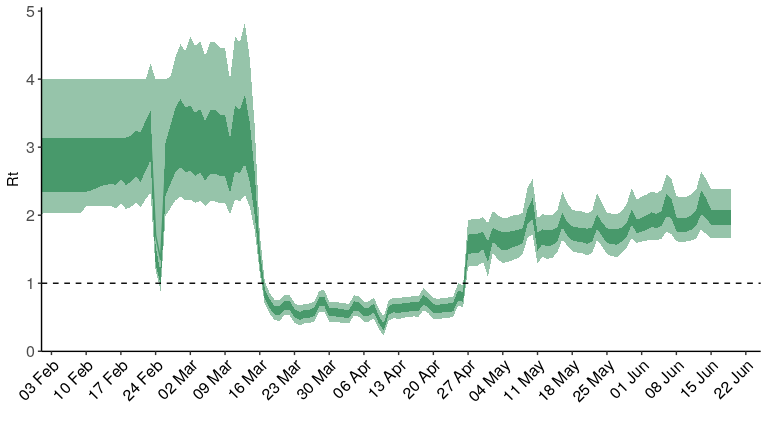 5
4
3
2
1
0
Rt
03 Feb
10 Feb
17 Feb
24 Feb
02 Mar
09 Mar
16 Mar
23 Mar
30 Mar
06 Apr
13 Apr
20 Apr
27 Apr
04 May
11 May
18 May
25 May
01 Jun
08 Jun
15 Jun
22 Jun